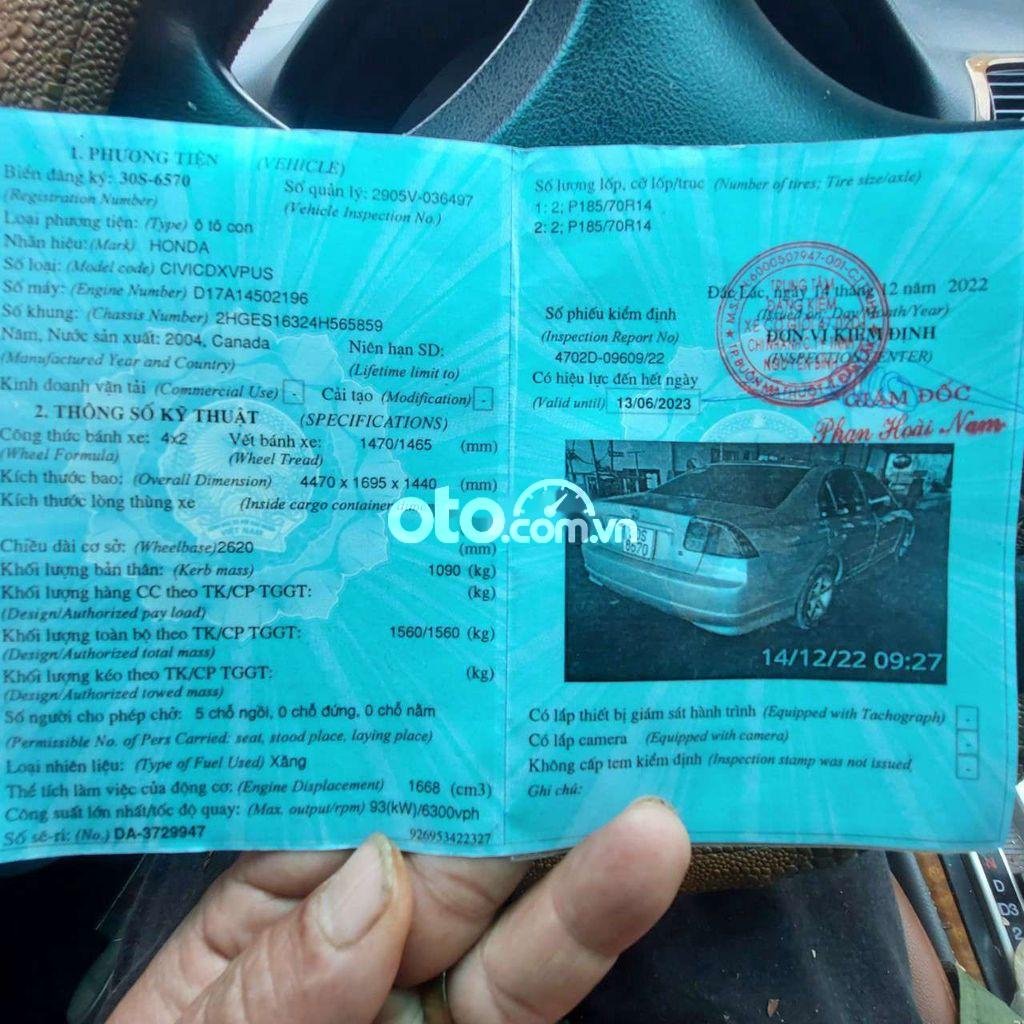 1. PHƯƠNG TIỆN (VEHICLE)
Biển đăng ký: 30S-6570
(Registration Number)
Số quản lý: 2905V-036497
(Vehicle Inspection No.)
Loại phương tiện: (Type) ô tô con
Nhãn hiệu: (Mark) HONDA
Số loại: (Model code) CIVICDXVPUS
Số máy: (Engine Number) D17A14502196
Số khung: (Chassis Number) 2HGES16324H565859
Năm, Nước sản xuất: 2004, Canada
(Manufactured Year and Country)
Niên hạn SD:
(Lifetime limit to)
Kinh doanh vận tải (Commercial Use) - Cải tạo (Modification) -
2. THÔNG SỐ KỸ THUẬT (SPECIFICATIONS)
Công thức bánh xe: 4x2 Vết bánh xe: 1470/1465 (mm)
(Wheel Formula) (Wheel Tread)
Kích thước bao: (Overall Dimension) 4470 x 1695 x 1440 (mm)
Kích thước lòng thùng xe (Inside cargo container
Chiều dài cơ sở: (Wheelbase) 2620 (mm)
Khối lượng bản thân: (Kerb mass) 1090 (kg)
Khối lượng hàng CC theo TK/CP TGGT: (kg)
(Design/Authorized pay load)
Khối lượng toàn bộ theo TK/CP TGGT: 1560/1560 (kg)
(Design/Authorized total mass)
Khối lượng kéo theo TK/CP TGGT: (kg)
(Design/Authorized towed mass)
Số người cho phép chở: 5 chỗ ngồi, 0 chỗ đứng, 0 chỗ nằm
(Permissible No. of Pers Carried: seat, stood place, laying place)
Loại nhiên liệu: (Type of Fuel Used) Xăng
Thể tích làm việc của động cơ: (Engine Displacement) 1668 (cm3)
Công suất lớn nhất/tốc độ quay: (Max. output/rpm) 93(kW)/6300vph
Số sê-ri: (No.) DA-3729947 926953422327
Số lượng lốp, cỡ lốp/trục (Number of tires; Tire size/axle)
1: 2; P185/70R14
2: 2; P185/70R14
Đắc Lắc, ngày 14 tháng 12 năm 2022
(Issued on: Day/Month/Year)
Số phiếu kiểm định
(Inspection Report No)
4702D-09609/22
ĐƠN VỊ KIỂM ĐỊNH
(INSPECTION CENTER)
Có hiệu lực đến hết ngày
(Valid until) 13/06/2023
TRUNG TÂM
ĐĂNG KIỂM
GIÁM ĐỐC
Phan Hoài Nam
oto.com.vn
6570
14/12/22 09:27
Có lắp thiết bị giám sát hành trình (Equipped with Tachograph) -
Có lắp camera (Equipped with camera) -
Không cấp tem kiểm định (Inspection stamp was not issued -
Ghi chú:
D
D3
2